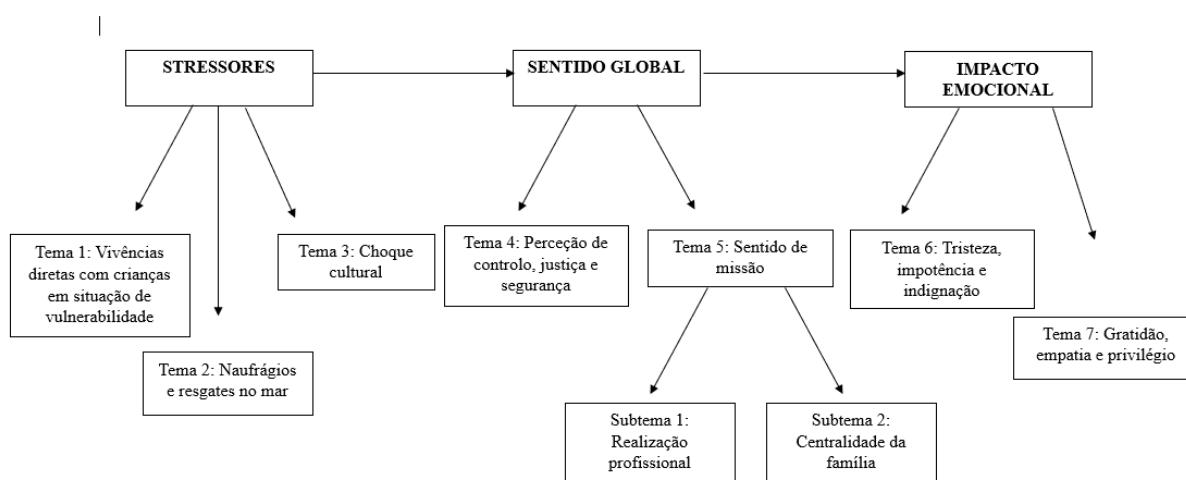 STRESSORES
SENTIDO GLOBAL
IMPACTO
EMOCIONAL
Tema 1: Vivências
diretas com crianças
em situação de
vulnerabilidade
Tema 2: Naufrágios
e resgates no mar
Tema 3: Choque
cultural
Tema 4: Perceção de
controlo, justiça e
segurança
Tema 5: Sentido de
missão
Subtema 1:
Realização
profissional
Subtema 2:
Centralidade da
família
Tema 6: Tristeza,
impotência e
indignação
Tema 7: Gratidão,
empatia e privilégio